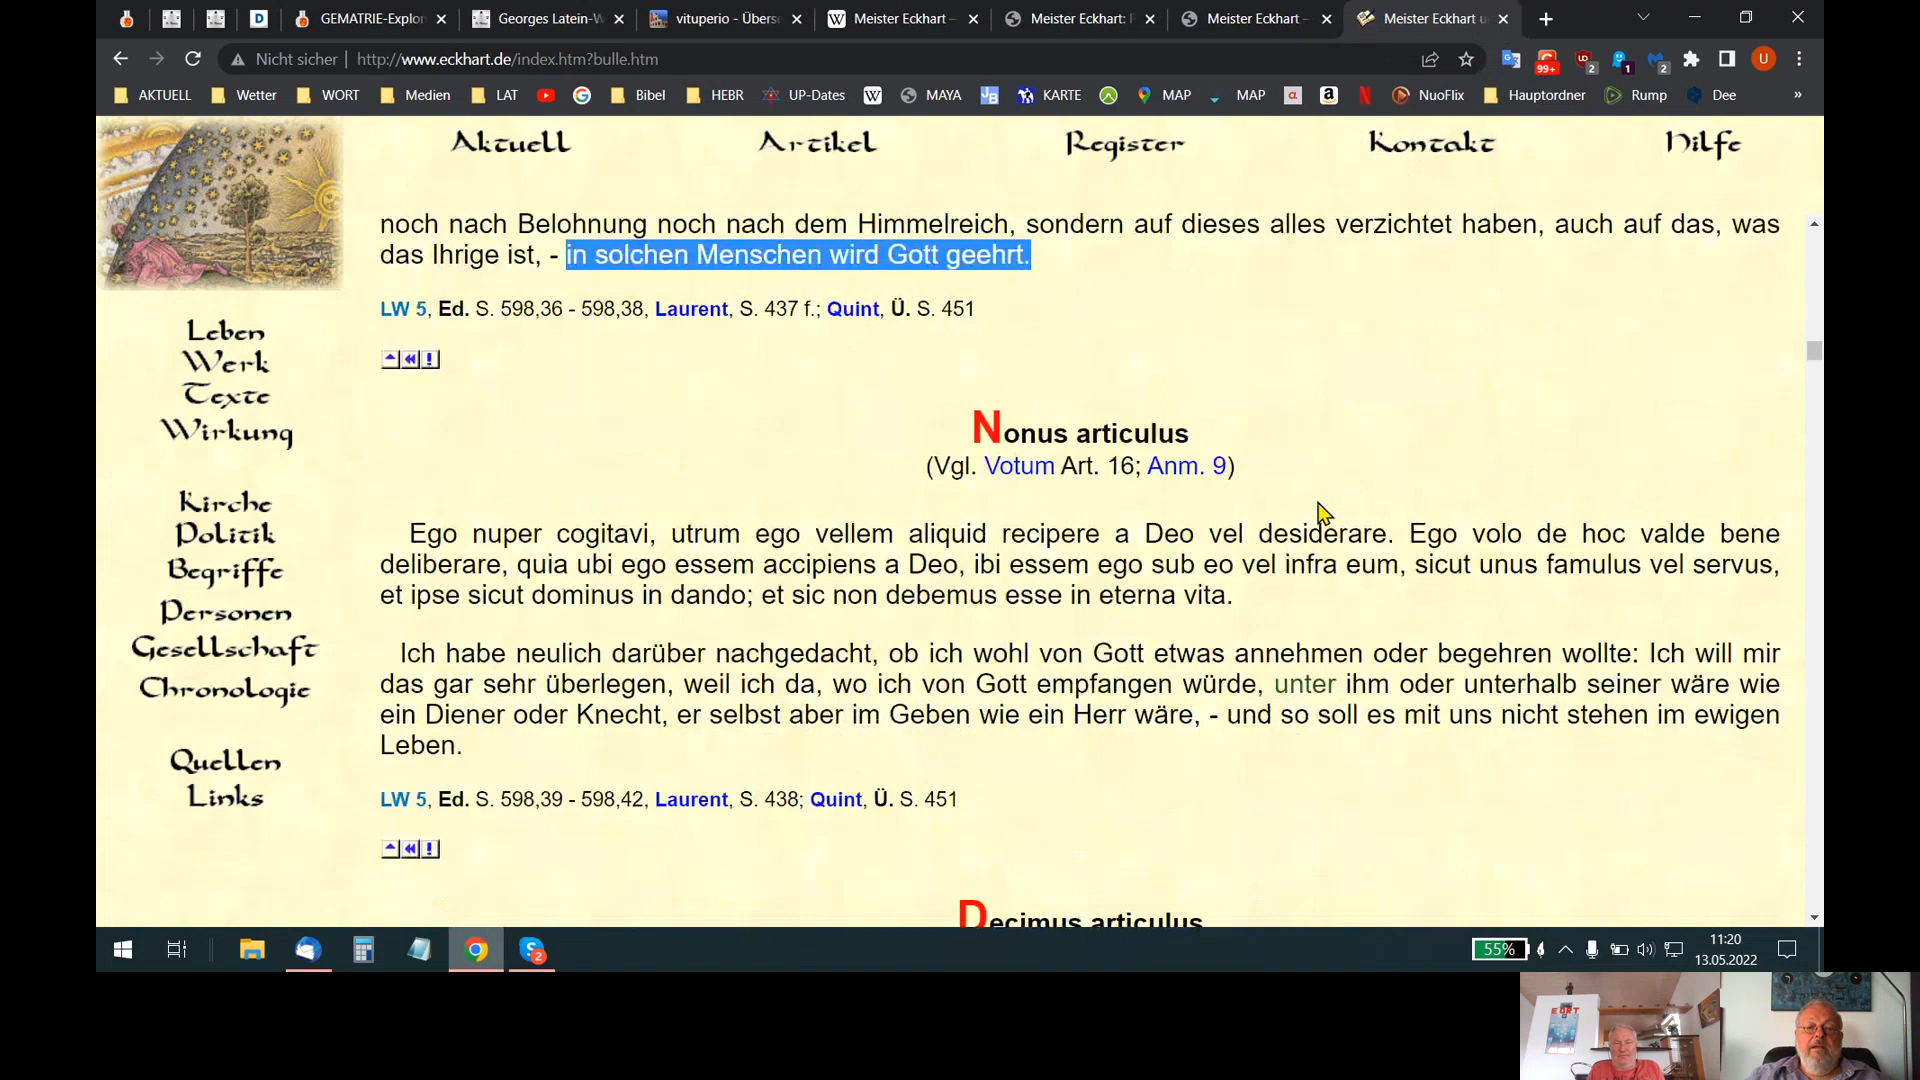 GEMATRIE-Explor
Georges Latein-W
vituperio - Überse
Meister Eckhart –
Meister Eckhart: P
Meister Eckhart –
Meister Eckhart u
Nicht sicher | http://www.eckhart.de/index.htm?bulle.htm
99+ 2 1 2 U
AKTUELL Wetter WORT Medien LAT Bibel HEBR UP-Dates MAYA KARTE MAP MAP NuoFlix Hauptordner Rump Dee »
Aktuell Artikel Register Kontakt Hilfe
noch nach Belohnung noch nach dem Himmelreich, sondern auf dieses alles verzichtet haben, auch auf das, was
das Ihrige ist, - in solchen Menschen wird Gott geehrt.
LW 5, Ed. S. 598,36 - 598,38, Laurent, S. 437 f.; Quint, Ü. S. 451
Leben
Werk
Texte
Wirkung
Kirche
Politik
Begriffe
Personen
Gesellschaft
Chronologie
Quellen
Links
Nonus articulus
(Vgl. Votum Art. 16; Anm. 9)
Ego nuper cogitavi, utrum ego vellem aliquid recipere a Deo vel desiderare. Ego volo de hoc valde bene
deliberare, quia ubi ego essem accipiens a Deo, ibi essem ego sub eo vel infra eum, sicut unus famulus vel servus,
et ipse sicut dominus in dando; et sic non debemus esse in eterna vita.
Ich habe neulich darüber nachgedacht, ob ich wohl von Gott etwas annehmen oder begehren wollte: Ich will mir
das gar sehr überlegen, weil ich da, wo ich von Gott empfangen würde, unter ihm oder unterhalb seiner wäre wie
ein Diener oder Knecht, er selbst aber im Geben wie ein Herr wäre, - und so soll es mit uns nicht stehen im ewigen
Leben.
LW 5, Ed. S. 598,39 - 598,42, Laurent, S. 438; Quint, Ü. S. 451
Decimus articulus
55%
11:20
13.05.2022